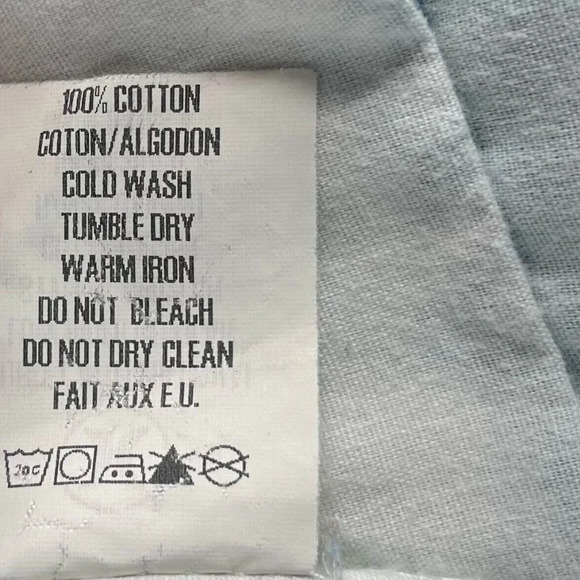 100% COTTON
COTON/ALGODON
COLD WASH
TUMBLE DRY
WARM IRON
DO NOT BLEACH
DO NOT DRY CLEAN
FAIT AUX E.U.